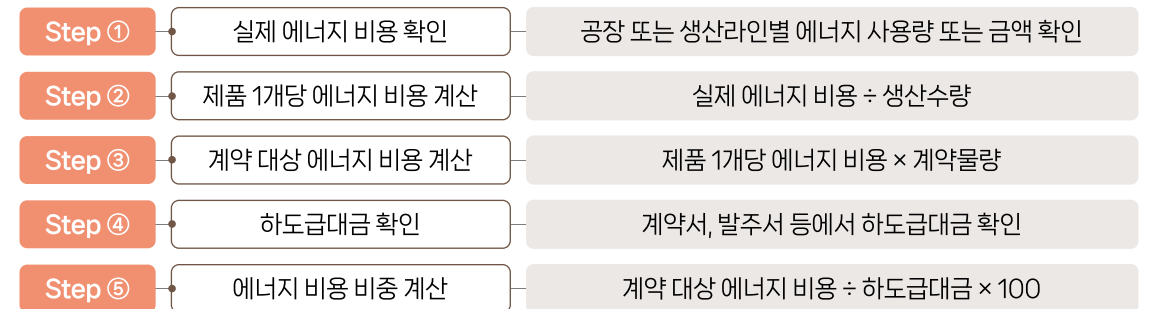 Step ① 실제 에너지 비용 확인 공장 또는 생산라인별 에너지 사용량 또는 금액 확인
Step ② 제품 1개당 에너지 비용 계산 실제 에너지 비용 ÷ 생산수량
Step ③ 계약 대상 에너지 비용 계산 제품 1개당 에너지 비용 × 계약물량
Step ④ 하도급대금 확인 계약서, 발주서 등에서 하도급대금 확인
Step ⑤ 에너지 비용 비중 계산 계약 대상 에너지 비용 ÷ 하도급대금 × 100